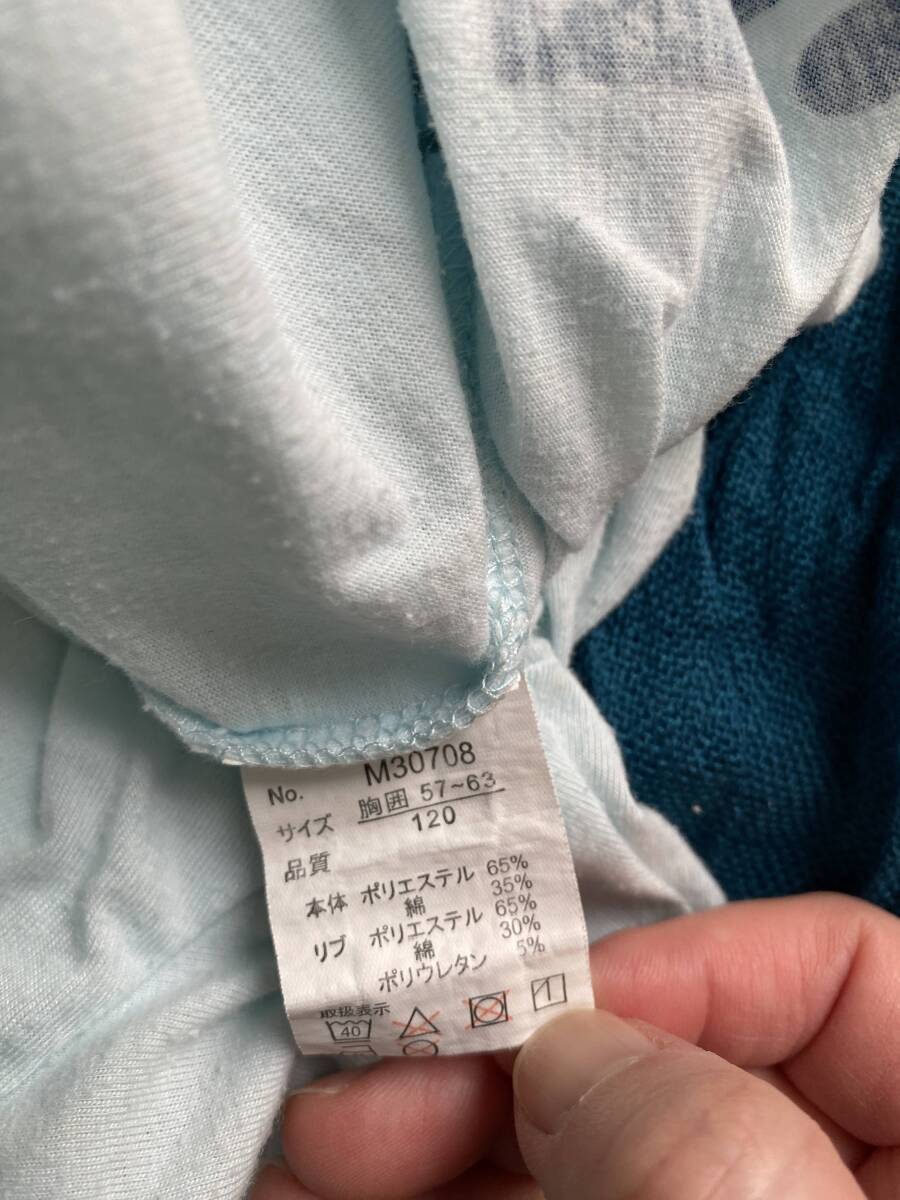 No. M30708
サイズ 胸囲 57~63
120
品質
本体 ポリエステル 65%
綿 35%
リブ ポリエステル 65%
綿 30%
ポリウレタン 5%
取扱表示
40